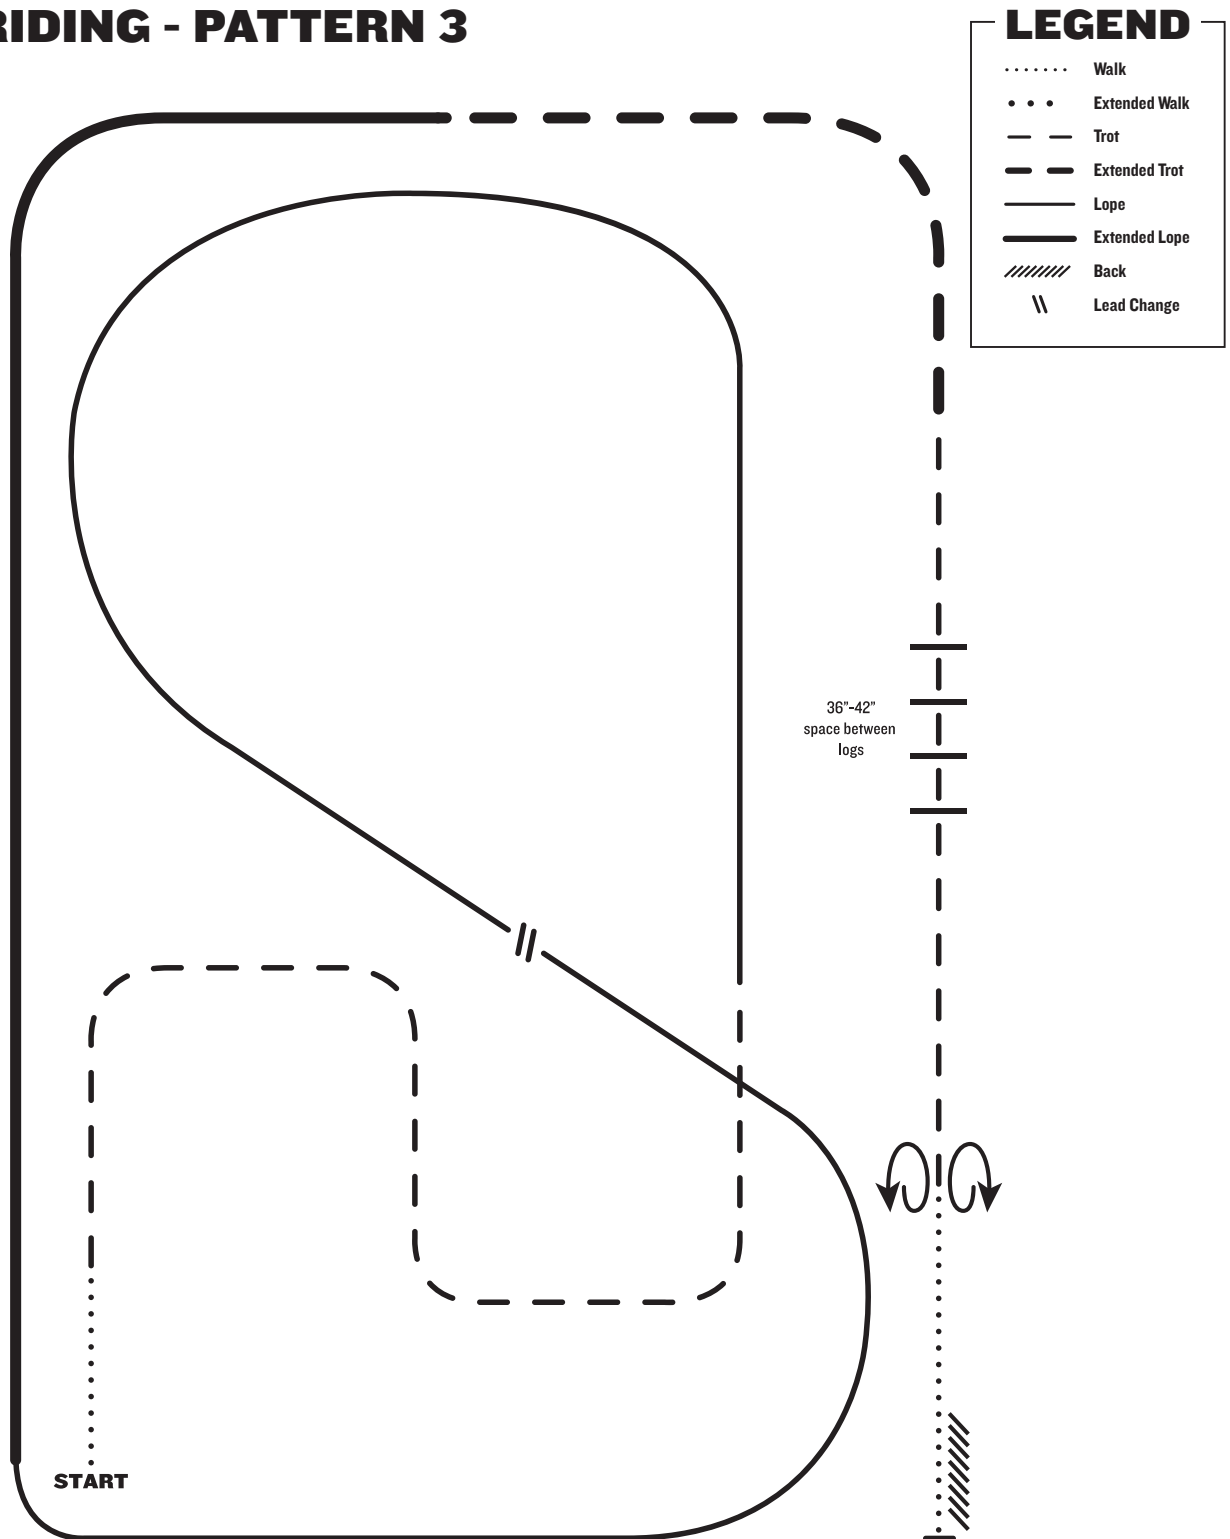 RIDING - PATTERN 3
LEGEND
Walk
Extended Walk
Trot
Extended Trot
Lope
Extended Lope
Back
Lead Change
36”-42”
space between
logs
START